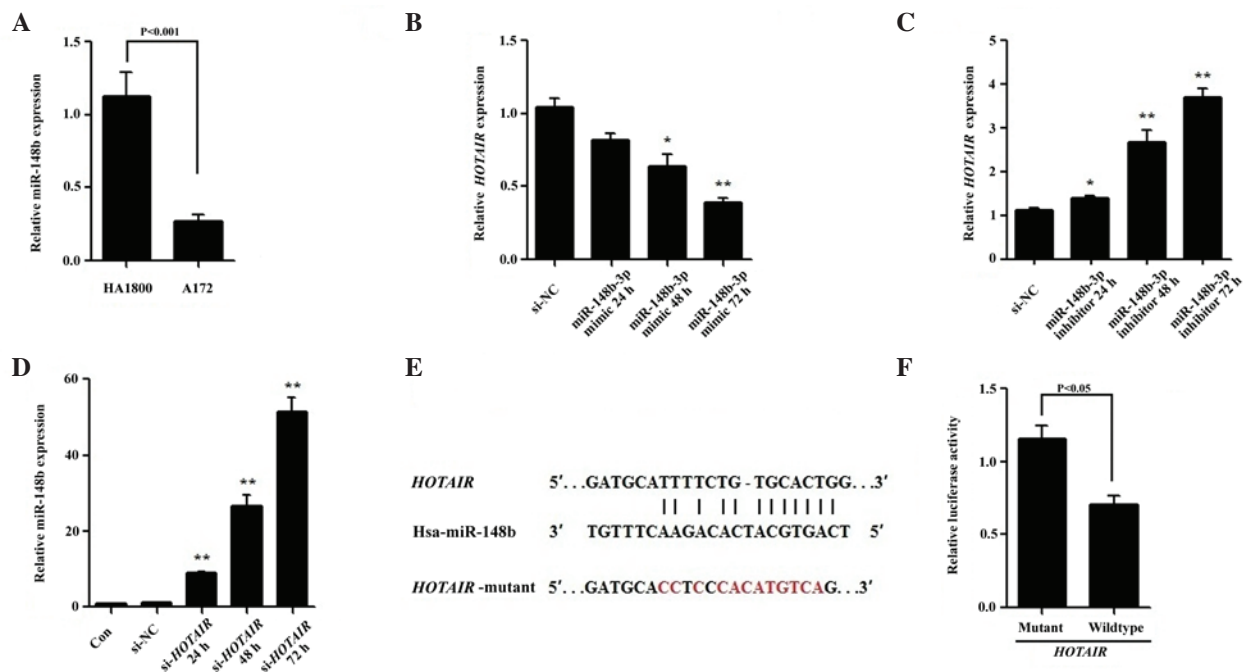 A
P<0.001
Relative miR-148b expression
1.5
1.0
0.5
0.0
HA1800
A172
B
Relative HOTAIR expression
1.5
1.0
0.5
0.0
*
**
si-NC
miR-148b-3p
mimic 24 h
miR-148b-3p
mimic 48 h
miR-148b-3p
mimic 72 h
C
Relative HOTAIR expression
5
4
3
2
1
0
*
**
**
si-NC
miR-148b-3p
inhibitor 24 h
miR-148b-3p
inhibitor 48 h
miR-148b-3p
inhibitor 72 h
D
Relative miR-148b expression
60
40
20
0
**
**
**
Con
si-NC
si-HOTAIR
24 h
si-HOTAIR
48 h
si-HOTAIR
72 h
E
HOTAIR 5′...GATGCATTTTCTG - TGCACTGG...3′
Hsa-miR-148b 3′ TGTTTCAAGACACTACGTGACT 5′
HOTAIR-mutant 5′...GATGCACCTCCCACATGTCAG...3′
F
P<0.05
Relative luciferase activity
1.5
1.0
0.5
0.0
Mutant Wildtype
HOTAIR